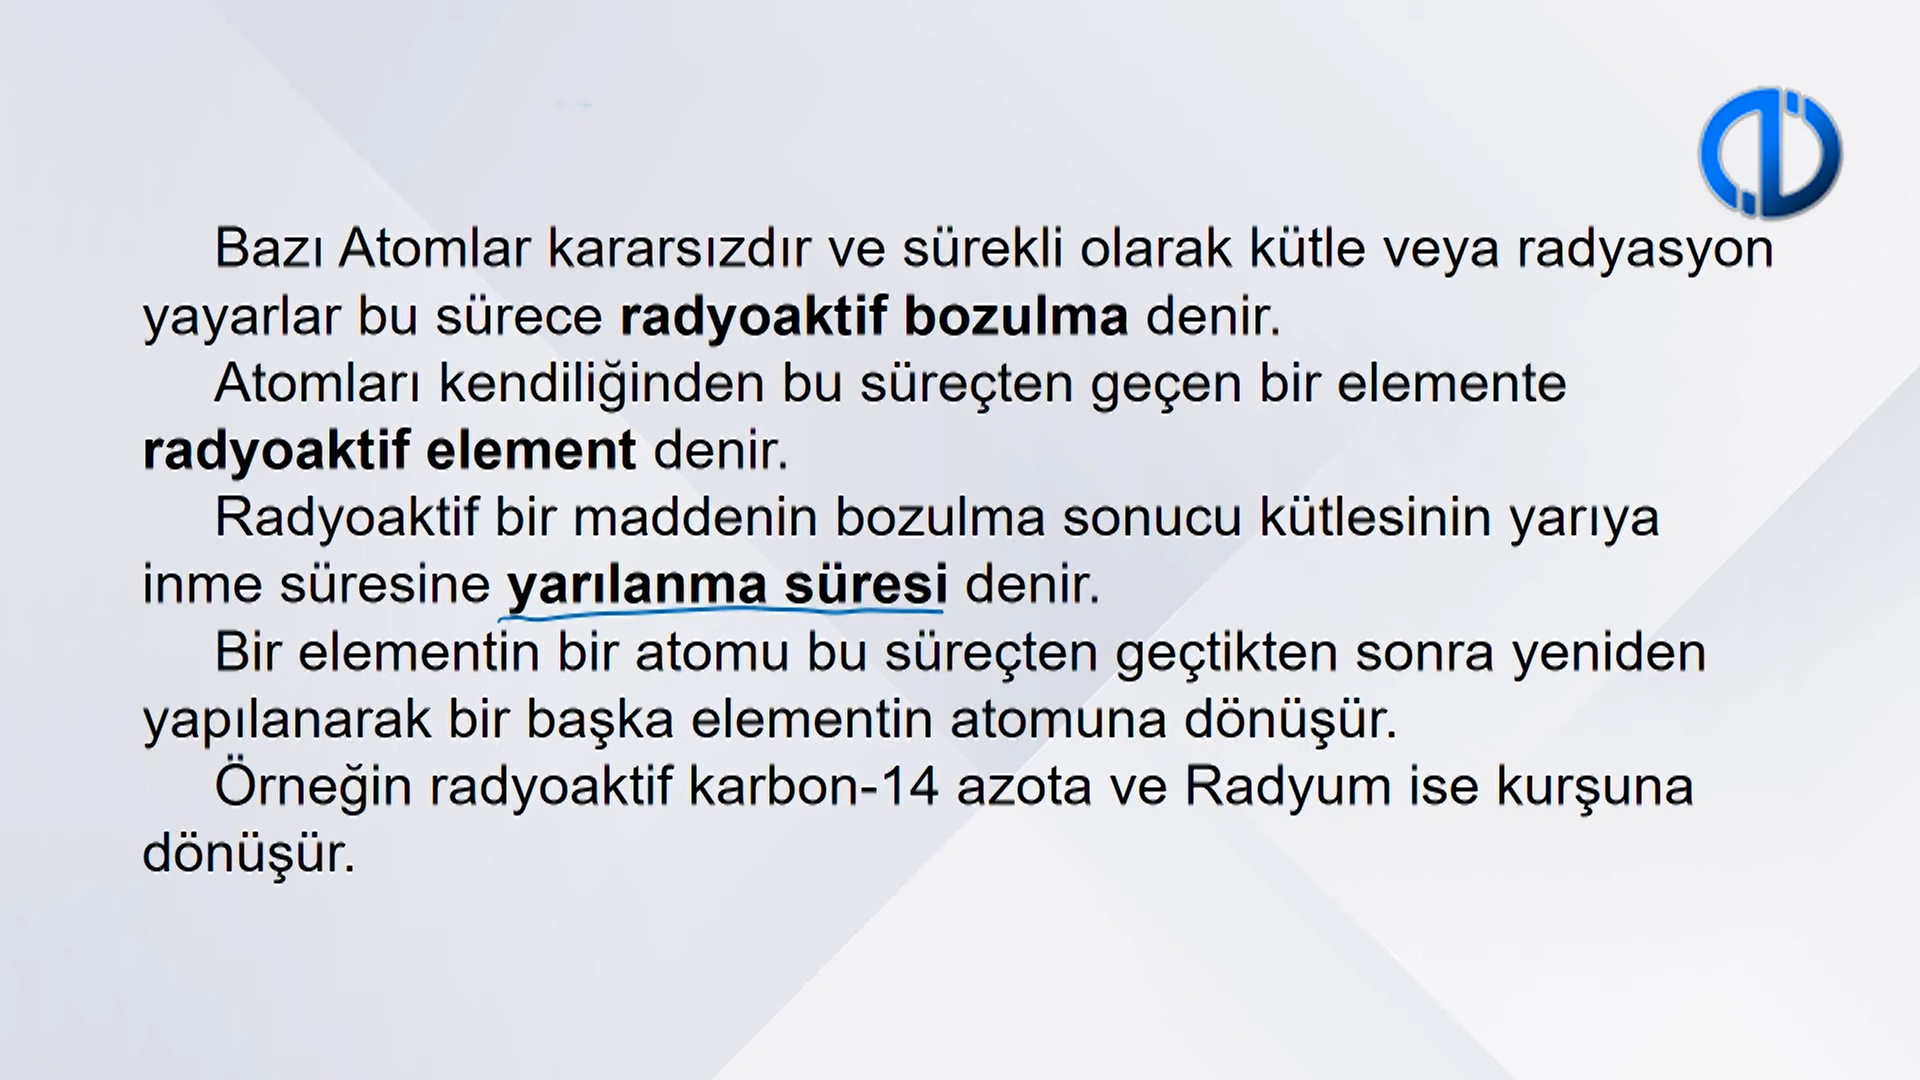 Bazı Atomlar kararsızdır ve sürekli olarak kütle veya radyasyon
yayarlar bu sürece radyoaktif bozulma denir.
Atomları kendiliğinden bu süreçten geçen bir elemente
radyoaktif element denir.
Radyoaktif bir maddenin bozulma sonucu kütlesinin yarıya
inme süresine yarılanma süresi denir.
Bir elementin bir atomu bu süreçten geçtikten sonra yeniden
yapılanarak bir başka elementin atomuna dönüşür.
Örneğin radyoaktif karbon-14 azota ve Radyum ise kurşuna
dönüşür.